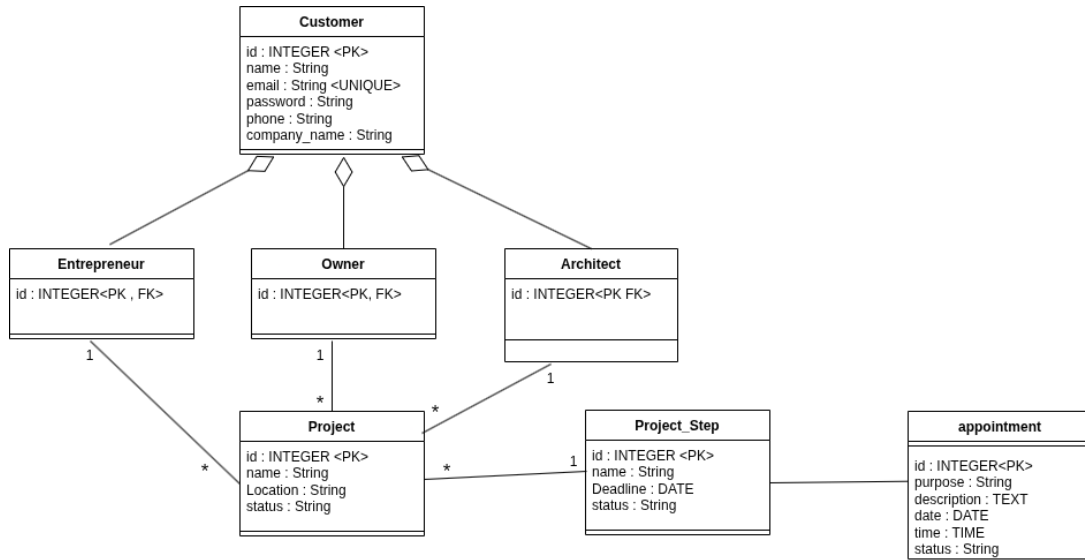 Customer
id : INTEGER <PK>
name : String
email : String <UNIQUE>
password : String
phone : String
company_name : String
Entrepreneur
id : INTEGER<PK , FK>
Owner
id : INTEGER<PK, FK>
Architect
id : INTEGER<PK FK>
1
1
1
*
*
*
Project
id : INTEGER <PK>
name : String
Location : String
status : String
*
1
Project_Step
id : INTEGER <PK>
name : String
Deadline : DATE
status : String
appointment
id : INTEGER<PK>
purpose : String
description : TEXT
date : DATE
time : TIME
status : String